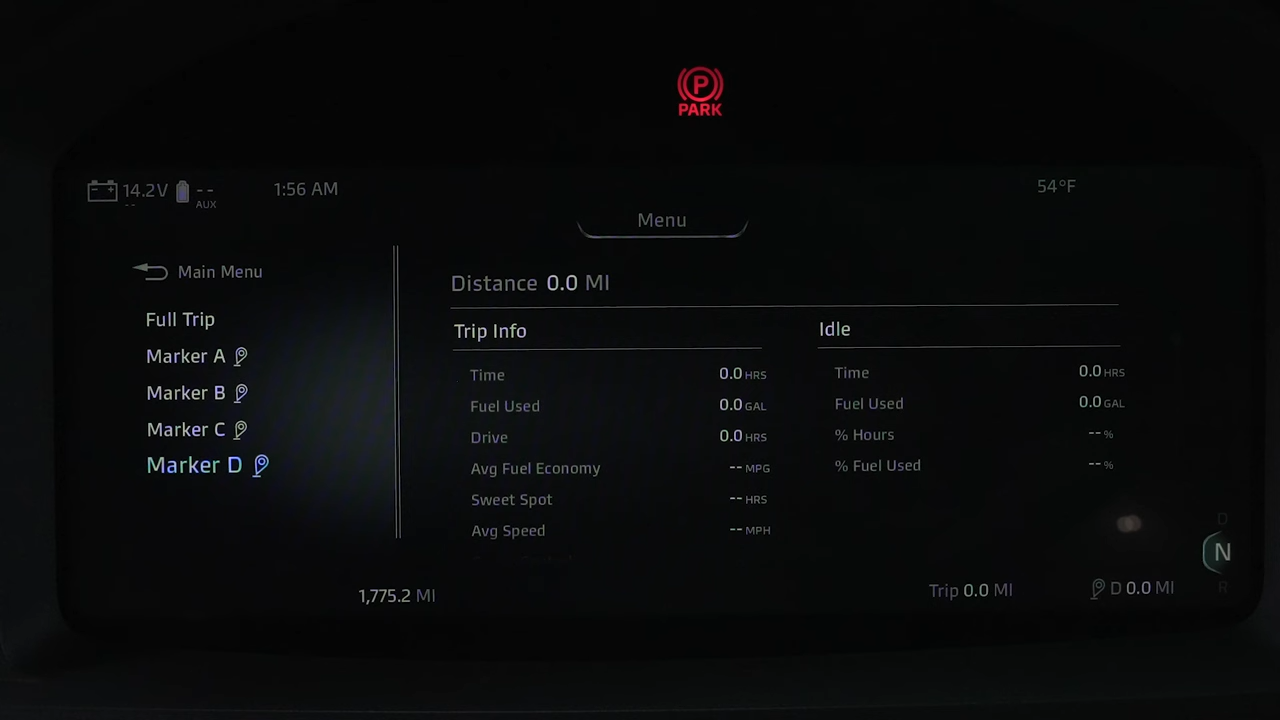 P
PARK
14.2V -- 1:56 AM 54°F
-- AUX
Menu
Main Menu
Full Trip
Marker A
Marker B
Marker C
Marker D
Distance 0.0 MI
Trip Info
Time 0.0 HRS
Fuel Used 0.0 GAL
Drive 0.0 HRS
Avg Fuel Economy -- MPG
Sweet Spot -- HRS
Avg Speed -- MPH
Idle
Time 0.0 HRS
Fuel Used 0.0 GAL
% Hours -- %
% Fuel Used -- %
D
N
R
1,775.2 MI Trip 0.0 MI D 0.0 MI